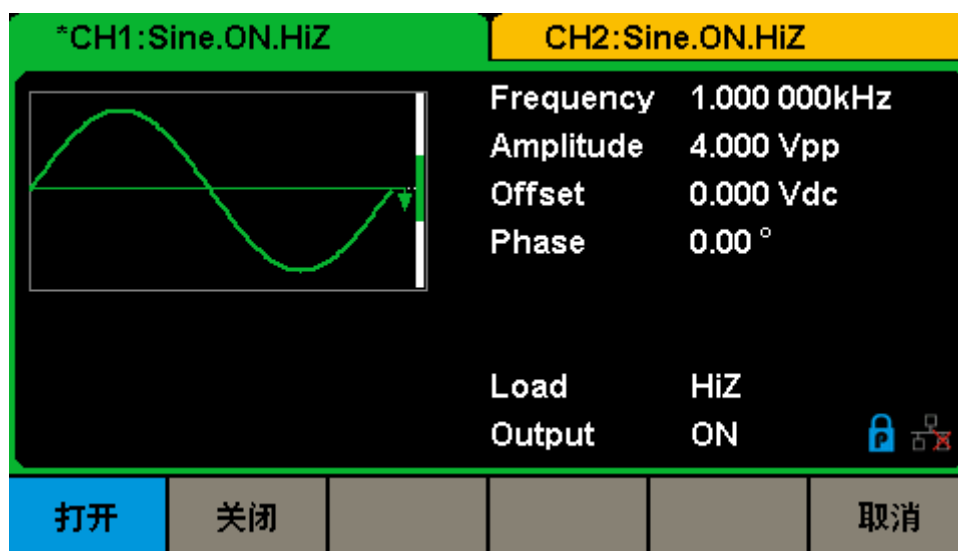 *CH1:Sine.ON.HiZ CH2:Sine.ON.HiZ
Frequency 1.000 000kHz
Amplitude 4.000 Vpp
Offset 0.000 Vdc
Phase 0.00 °
Load HiZ
Output ON
P
打开 关闭 取消